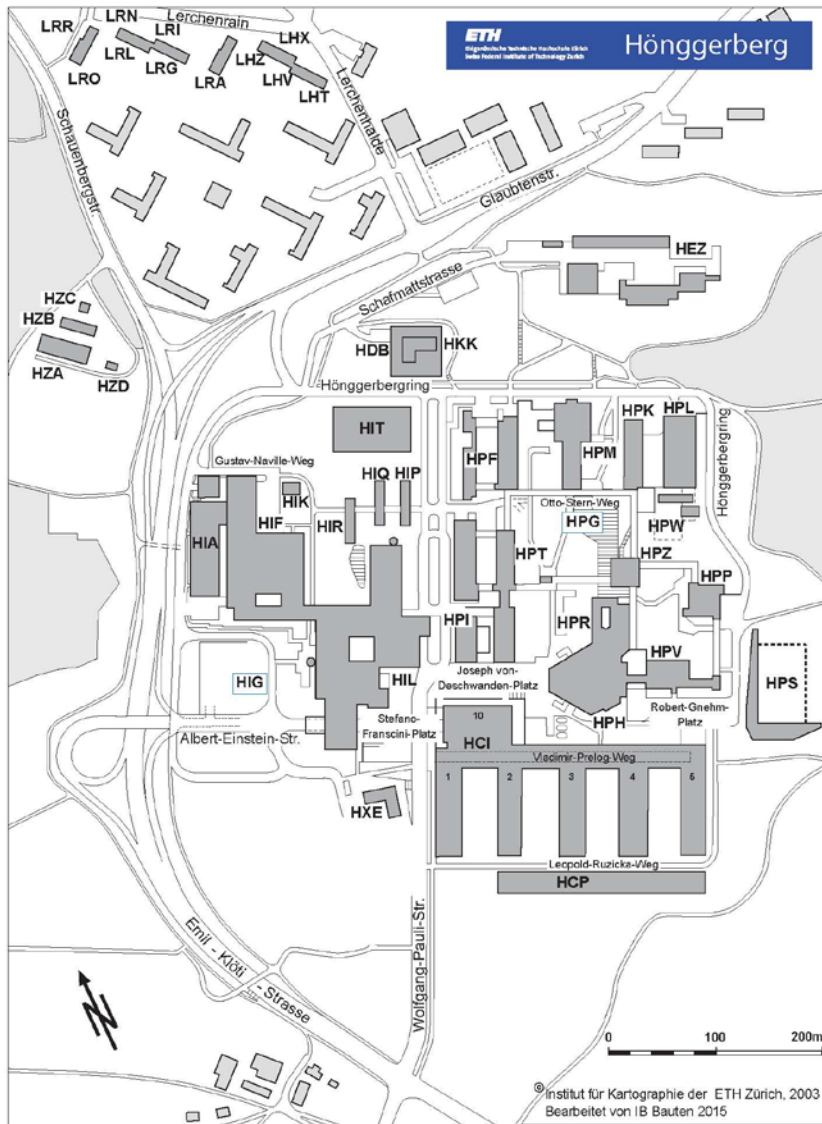 LRR
LRN
LRI
Lerchenrain
LRL
LRG
LRO
LRA
LHZ
LHX
LHV
LHT
ETH
Eidgenössische Technische Hochschule Zürich
Swiss Federal Institute of Technology Zurich
Hönggerberg
Lerchenhalde
Schauenbergstr.
Glaubtenstr.
HEZ
Schafmattstrasse
HZC
HZB
HZA
HZD
HDB
HKK
Hönggerbergring
HIT
HPF
HPM
HPK
HPL
Hönggerbergring
Gustav-Naville-Weg
HIK
HIQ
HIP
HIF
HIR
HIA
Otto-Stern-Weg
HPG
HPW
HPT
HPZ
HPP
HPI
HPR
HPV
HPS
HIG
HIL
Joseph von-
Deschwanden-Platz
Robert-Gnehm-
Platz
HPH
Albert-Einstein-Str.
Stefano-
Franscini-Platz
10
HCI
Vladimir-Prelog-Weg
1
2
3
4
5
HXE
Leopold-Ruzicka-Weg
HCP
Wolfgang-Pauli-Str.
Emil - Klöti
- Strasse
N
0 100 200m
© Institut für Kartographie der ETH Zürich, 2003
Bearbeitet von IB Bauten 2015